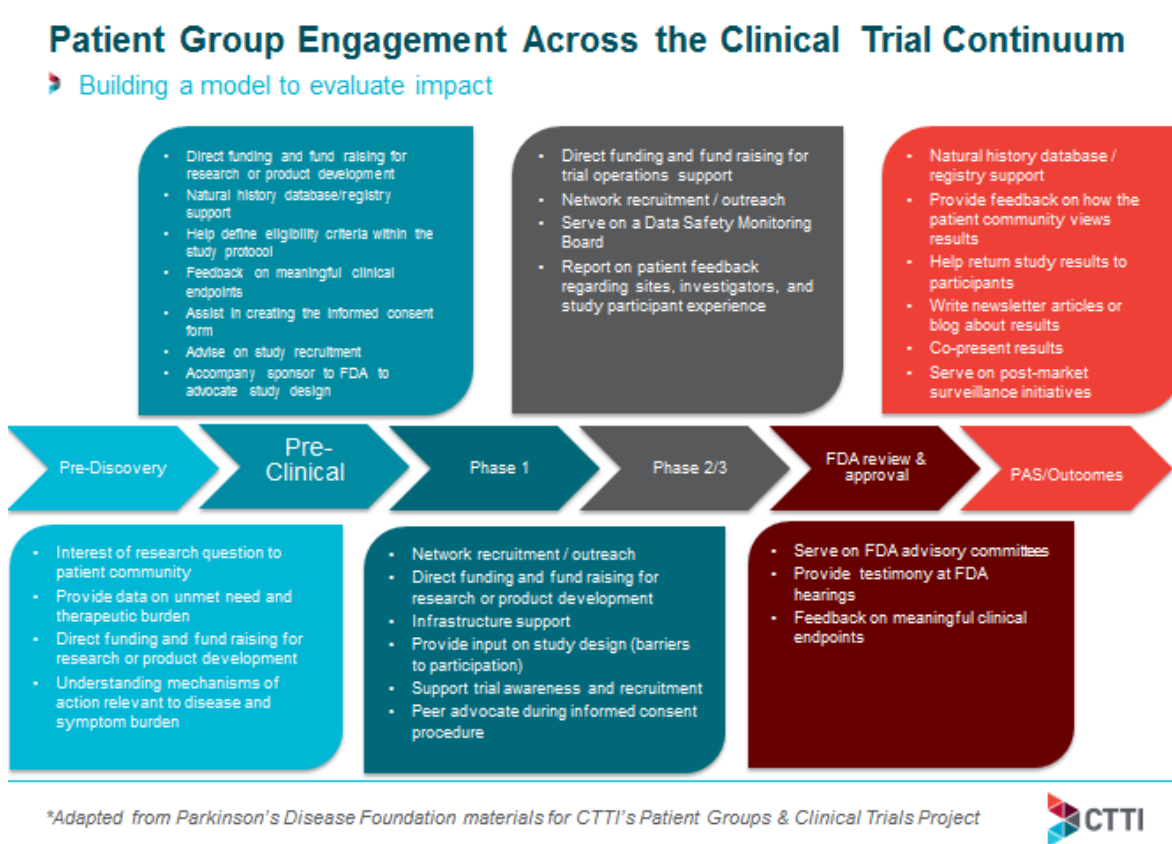 Patient Group Engagement Across the Clinical Trial Continuum
Building a model to evaluate impact
• Direct funding and fund raising for
research or product development
• Natural history database/registry
support
• Help define eligibility criteria within the
study protocol
• Feedback on meaningful clinical
endpoints
• Assist in creating the informed consent
form
• Advise on study recruitment
• Accompany sponsor to FDA to
advocate study design
• Direct funding and fund raising for
trial operations support
• Network recruitment / outreach
• Serve on a Data Safety Monitoring
Board
• Report on patient feedback
regarding sites, investigators, and
study participant experience
• Natural history database /
registry support
• Provide feedback on how the
patient community views
results
• Help return study results to
participants
• Write newsletter articles or
blog about results
• Co-present results
• Serve on post-market
surveillance initiatives
Pre-Discovery
Pre-
Clinical
Phase 1
Phase 2/3
FDA review &
approval
PAS/Outcomes
• Interest of research question to
patient community
• Provide data on unmet need and
therapeutic burden
• Direct funding and fund raising for
research or product development
• Understanding mechanisms of
action relevant to disease and
symptom burden
• Network recruitment / outreach
• Direct funding and fund raising for
research or product development
• Infrastructure support
• Provide input on study design (barriers
to participation)
• Support trial awareness and recruitment
• Peer advocate during informed consent
procedure
• Serve on FDA advisory committees
• Provide testimony at FDA
hearings
• Feedback on meaningful clinical
endpoints
*Adapted from Parkinson's Disease Foundation materials for CTTI's Patient Groups & Clinical Trials Project
CTTI